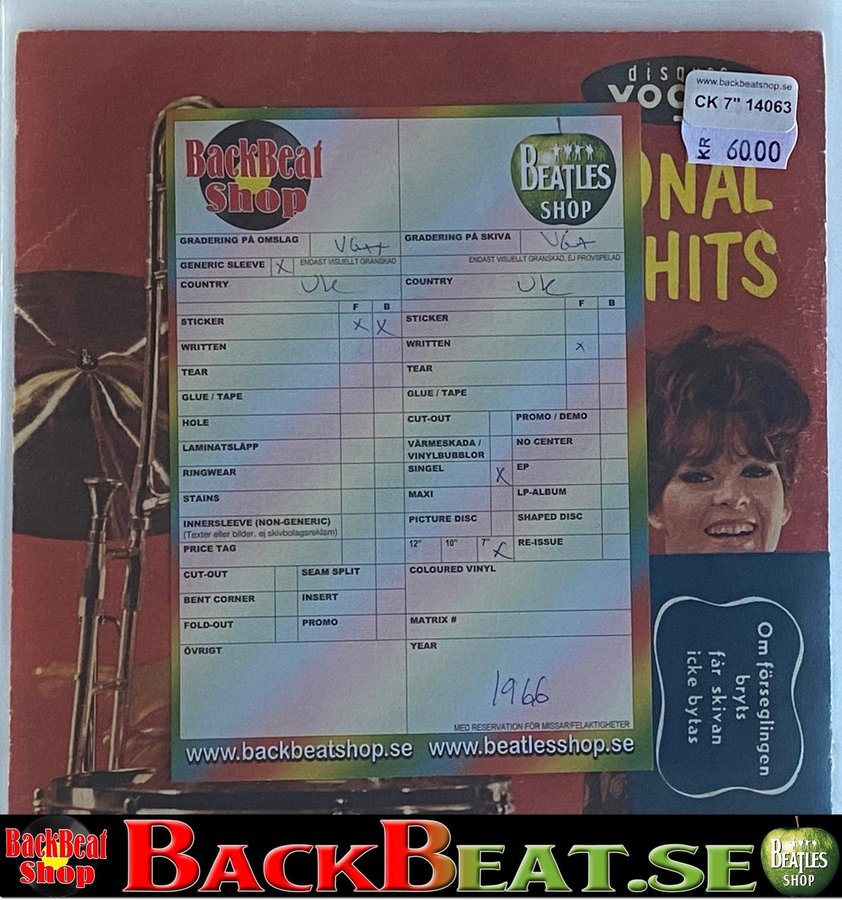 disques
VOGUE
www.backbeatshop.se
CK 7" 14063
KR 60.00
ONAL
HITS
BACKBEAT
SHOP
BEATLES
SHOP
GRADERING PÅ OMSLAG VG++ GRADERING PÅ SKIVA VG+
GENERIC SLEEVE X ENDAST VISUELLT GRANSKAD ENDAST VISUELLT GRANSKAD, EJ PROVSPELAD
COUNTRY UK COUNTRY UK
F B F B
STICKER X X STICKER
WRITTEN WRITTEN X
TEAR TEAR
GLUE / TAPE GLUE / TAPE
HOLE CUT-OUT PROMO / DEMO
LAMINATSLÄPP VÄRMESKADA / VINYLBUBBLOR NO CENTER
RINGWEAR SINGEL X EP
STAINS MAXI LP-ALBUM
INNERSLEEVE (NON-GENERIC) PICTURE DISC SHAPED DISC
(Texter eller bilder, ej skivbolagsreklam)
PRICE TAG 12" 10" 7" X RE-ISSUE
CUT-OUT SEAM SPLIT COLOURED VINYL
BENT CORNER INSERT
FOLD-OUT PROMO MATRIX #
ÖVRIGT YEAR
1966
MED RESERVATION FÖR MISSAR/FELAKTIGHETER
www.backbeatshop.se www.beatlesshop.se
Om förseglingen
bryts
får skivan
icke bytas
BACKBEAT
SHOP
BACKBEAT.SE
BEATLES
SHOP